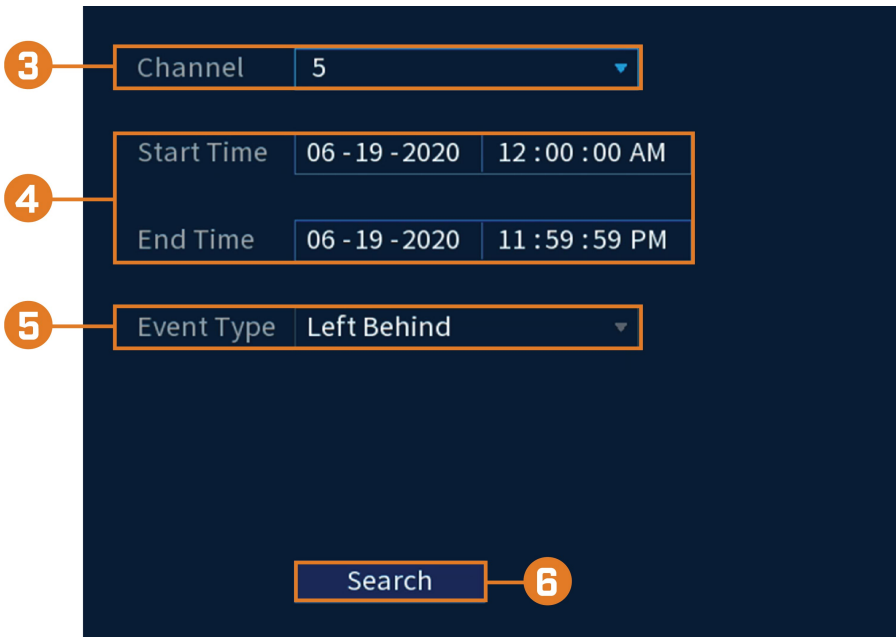 3 Channel 5
4 Start Time 06 - 19 - 2020 12 : 00 : 00 AM
End Time 06 - 19 - 2020 11 : 59 : 59 PM
5 Event Type Left Behind
Search 6